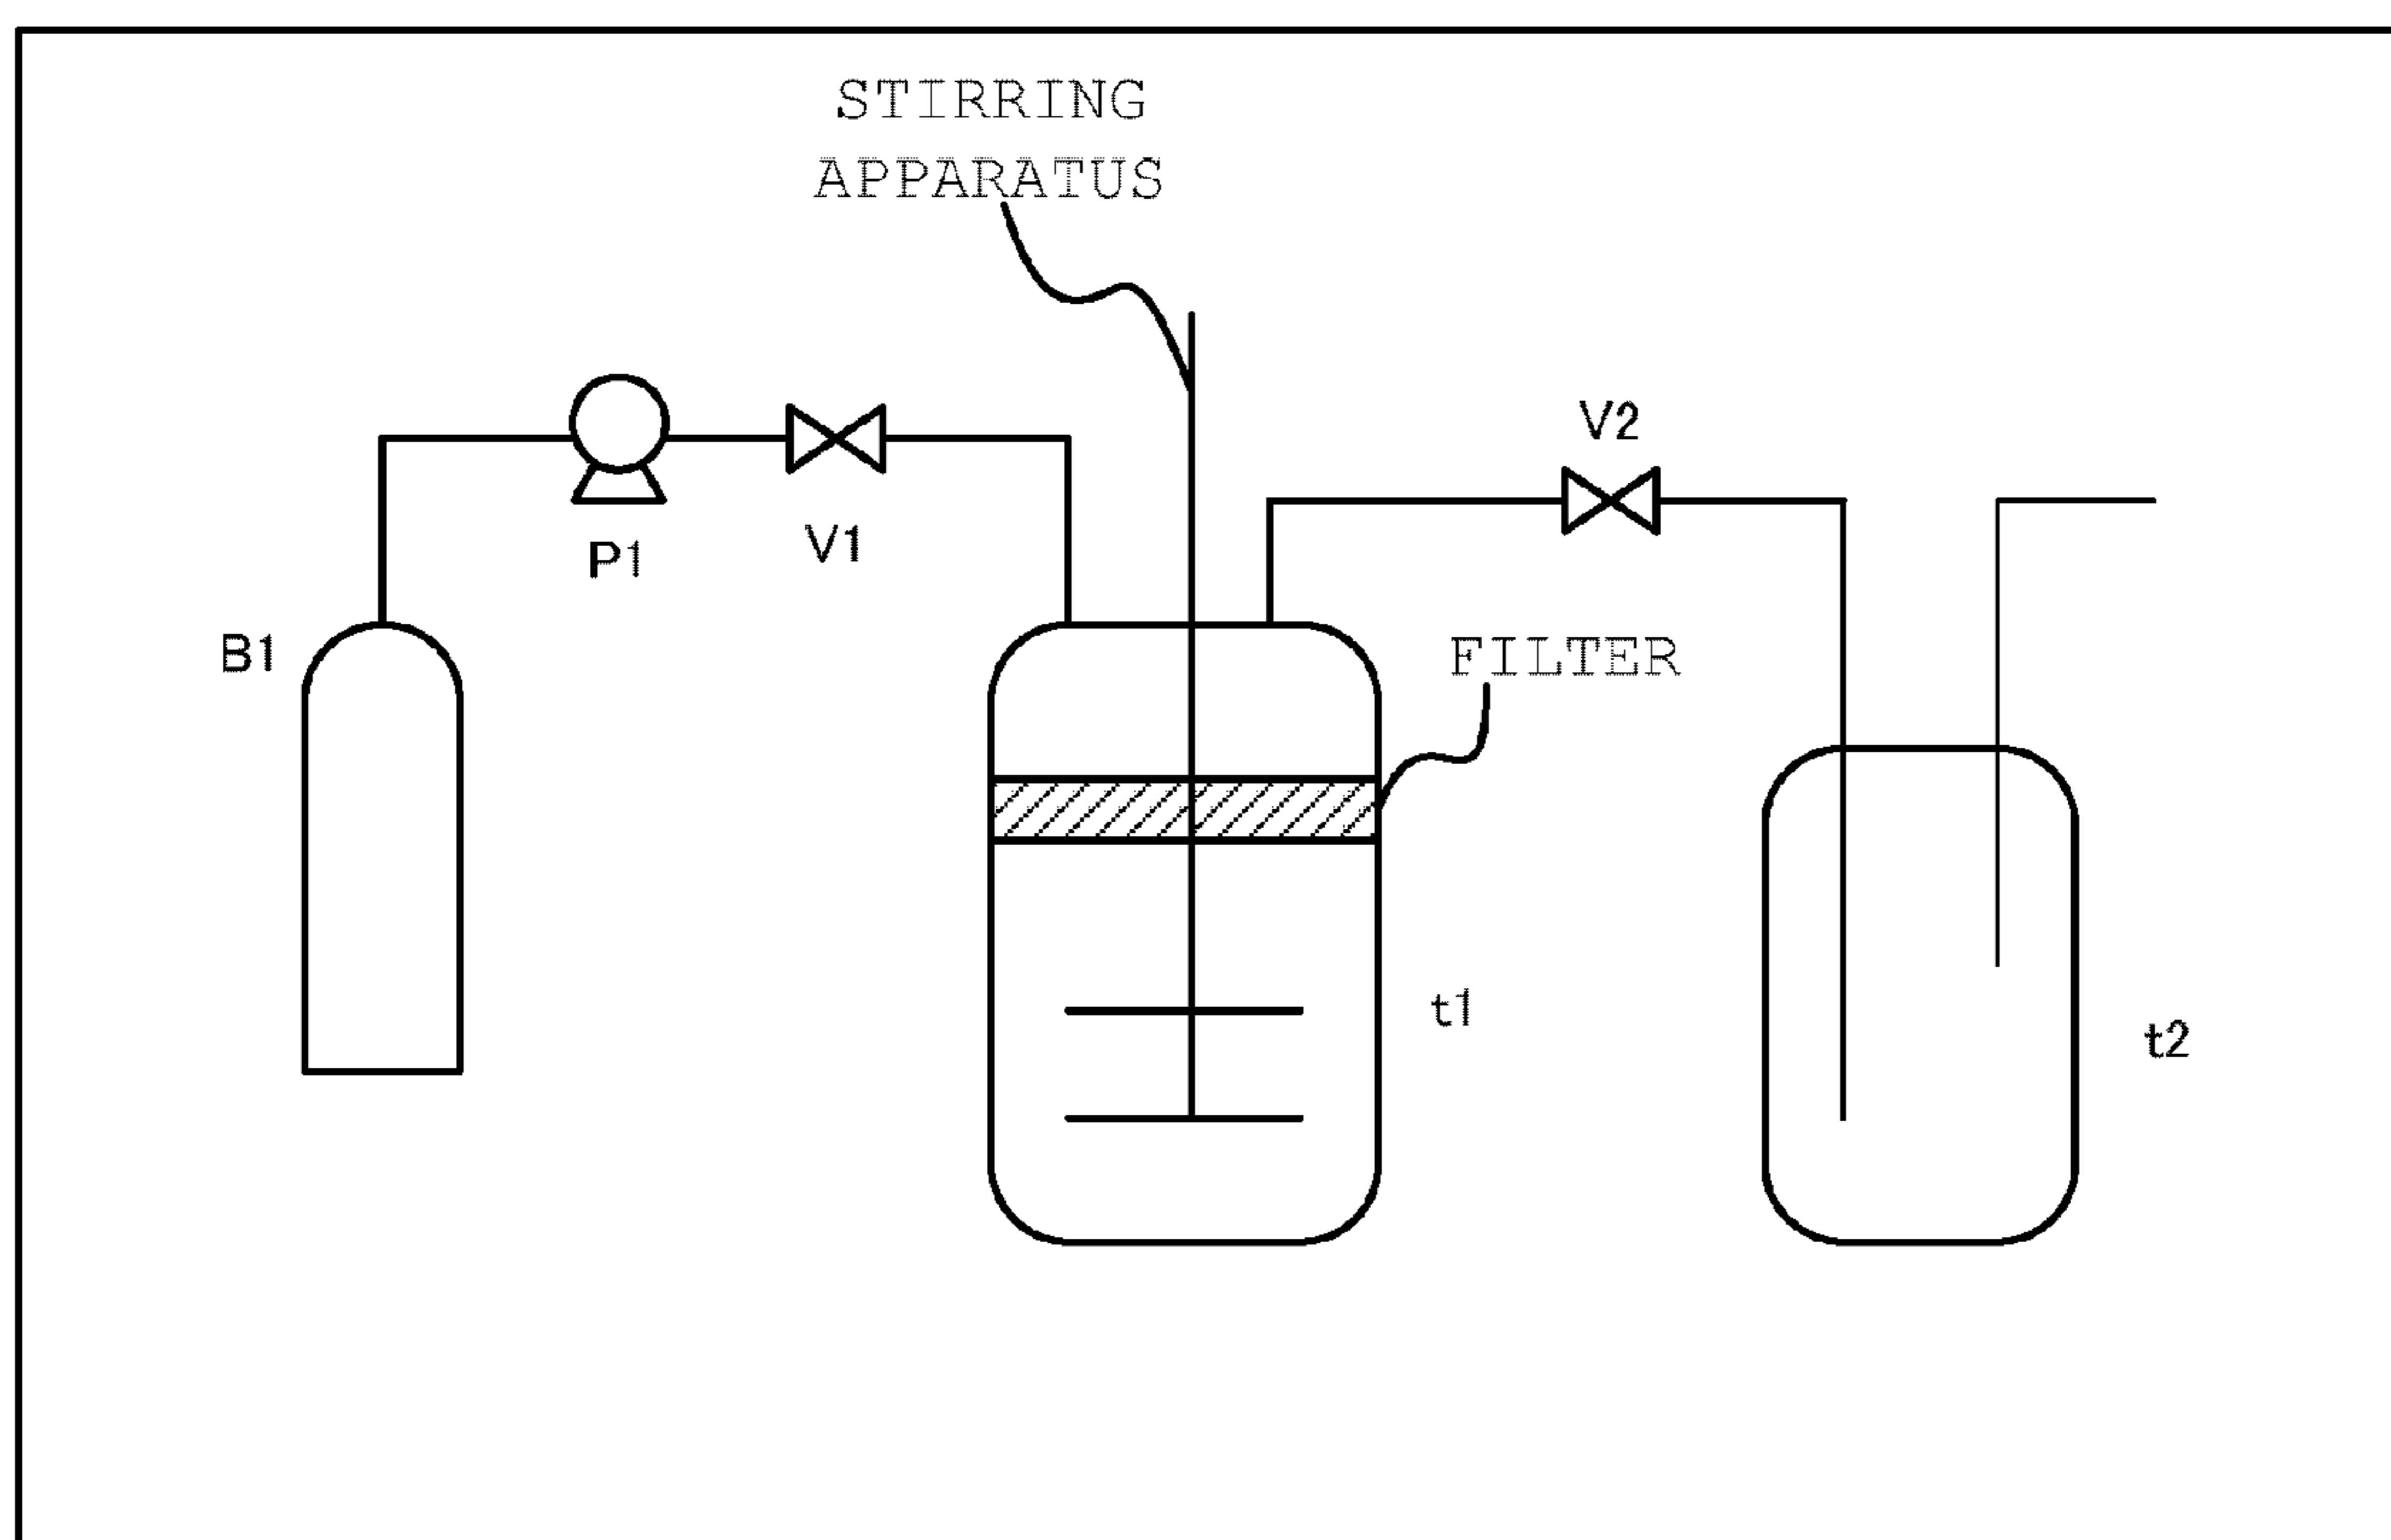 STIRRING
APPARATUS
V2
P1
V1
B1
FILTER
t1
t2